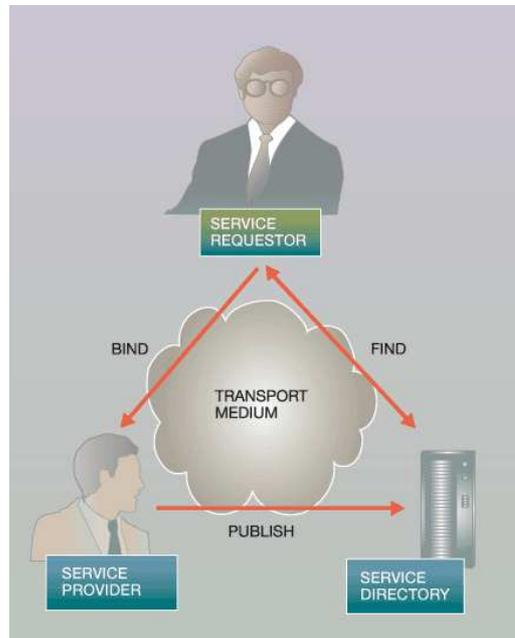 SERVICE
REQUESTOR
BIND
FIND
TRANSPORT
MEDIUM
PUBLISH
SERVICE
PROVIDER
SERVICE
DIRECTORY